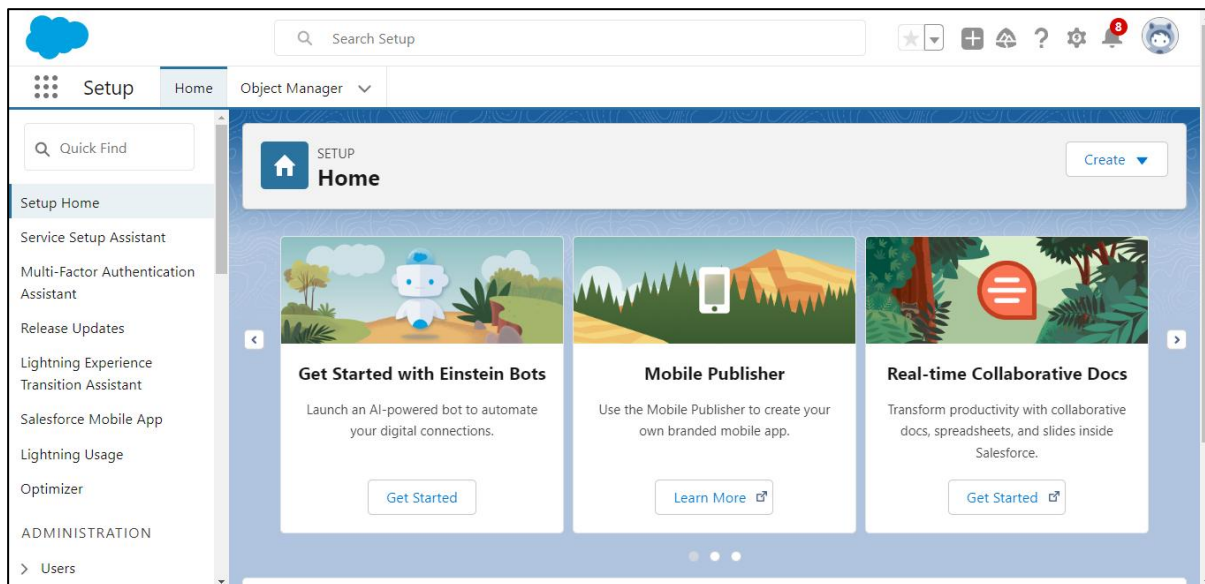 Search Setup
8
Setup
Home
Object Manager
Quick Find
Setup Home
Service Setup Assistant
Multi-Factor Authentication
Assistant
Release Updates
Lightning Experience
Transition Assistant
Salesforce Mobile App
Lightning Usage
Optimizer
ADMINISTRATION
Users
SETUP
Home
Create
Get Started with Einstein Bots
Launch an AI-powered bot to automate
your digital connections.
Get Started
Mobile Publisher
Use the Mobile Publisher to create your
own branded mobile app.
Learn More
Real-time Collaborative Docs
Transform productivity with collaborative
docs, spreadsheets, and slides inside
Salesforce.
Get Started